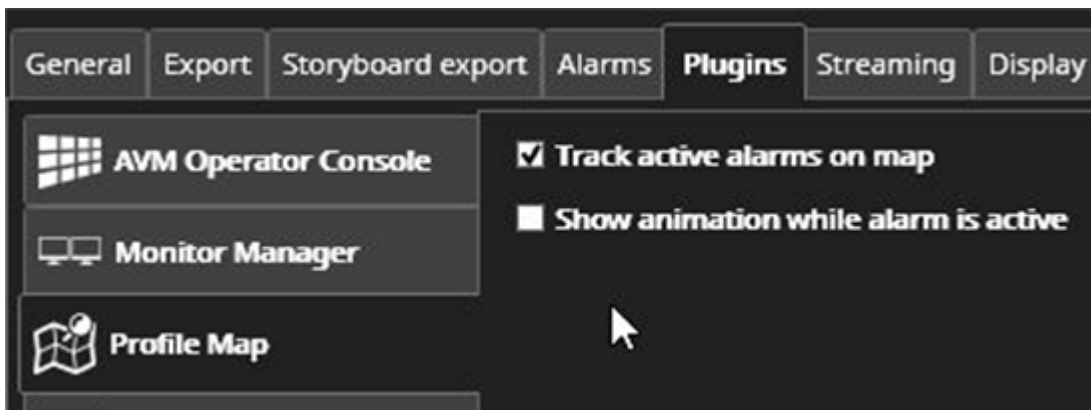 General Export Storyboard export Alarms Plugins Streaming Display
AVM Operator Console
Track active alarms on map
Show animation while alarm is active
Monitor Manager
Profile Map